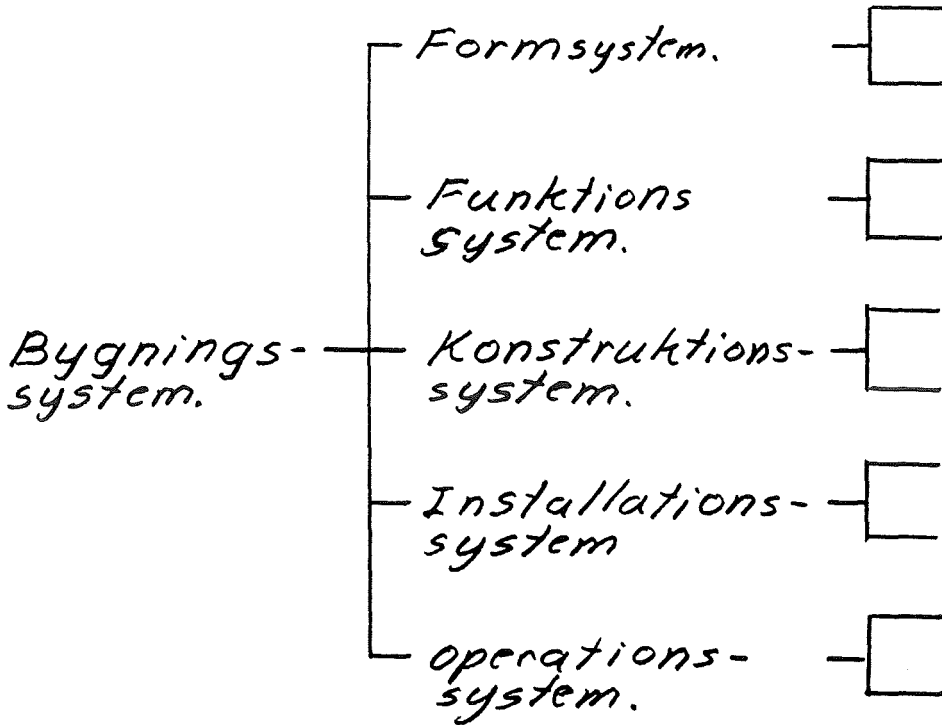 Formsystem.
Funktions
system.
Bygnings-
system.
Konstruktions-
system.
Installations-
system
operations-
system.